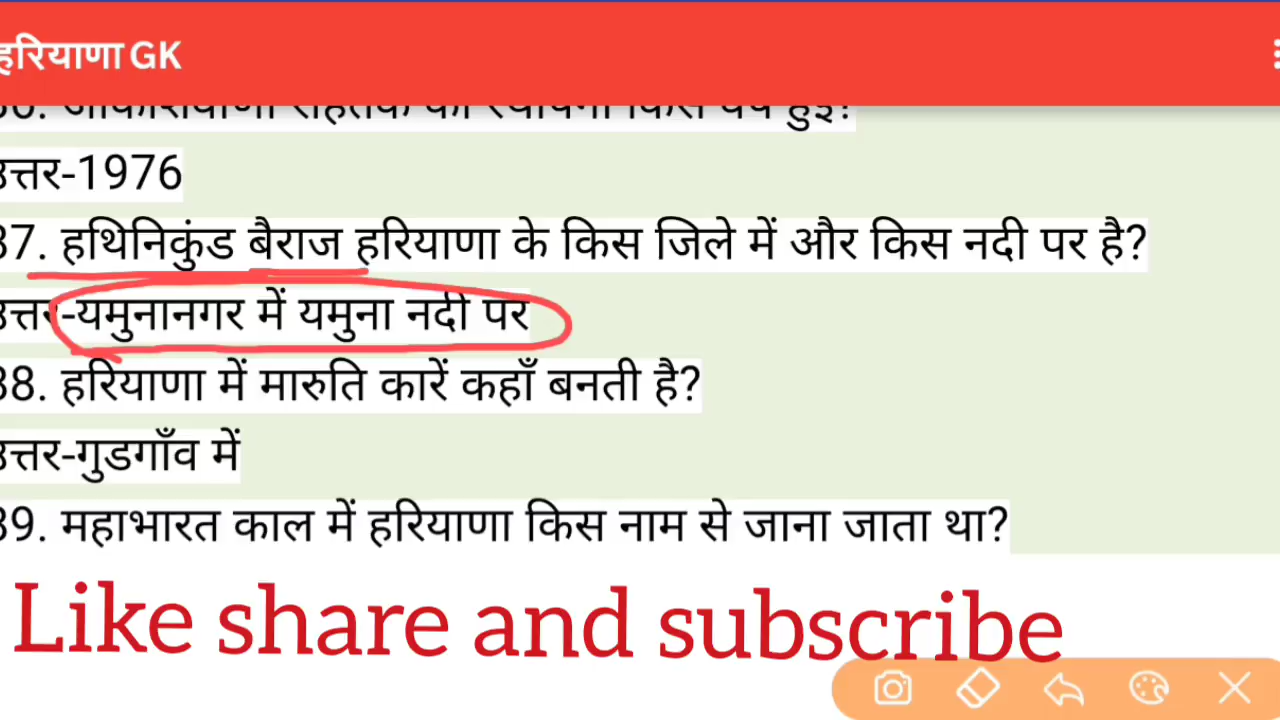 हरियाणा GK
उत्तर-1976
37. हथिनिकुंड बैराज हरियाणा के किस जिले में और किस नदी पर है?
उत्तर-यमुनानगर में यमुना नदी पर
38. हरियाणा में मारुति कारें कहाँ बनती है?
उत्तर-गुडगाँव में
39. महाभारत काल में हरियाणा किस नाम से जाना जाता था?
Like share and subscribe